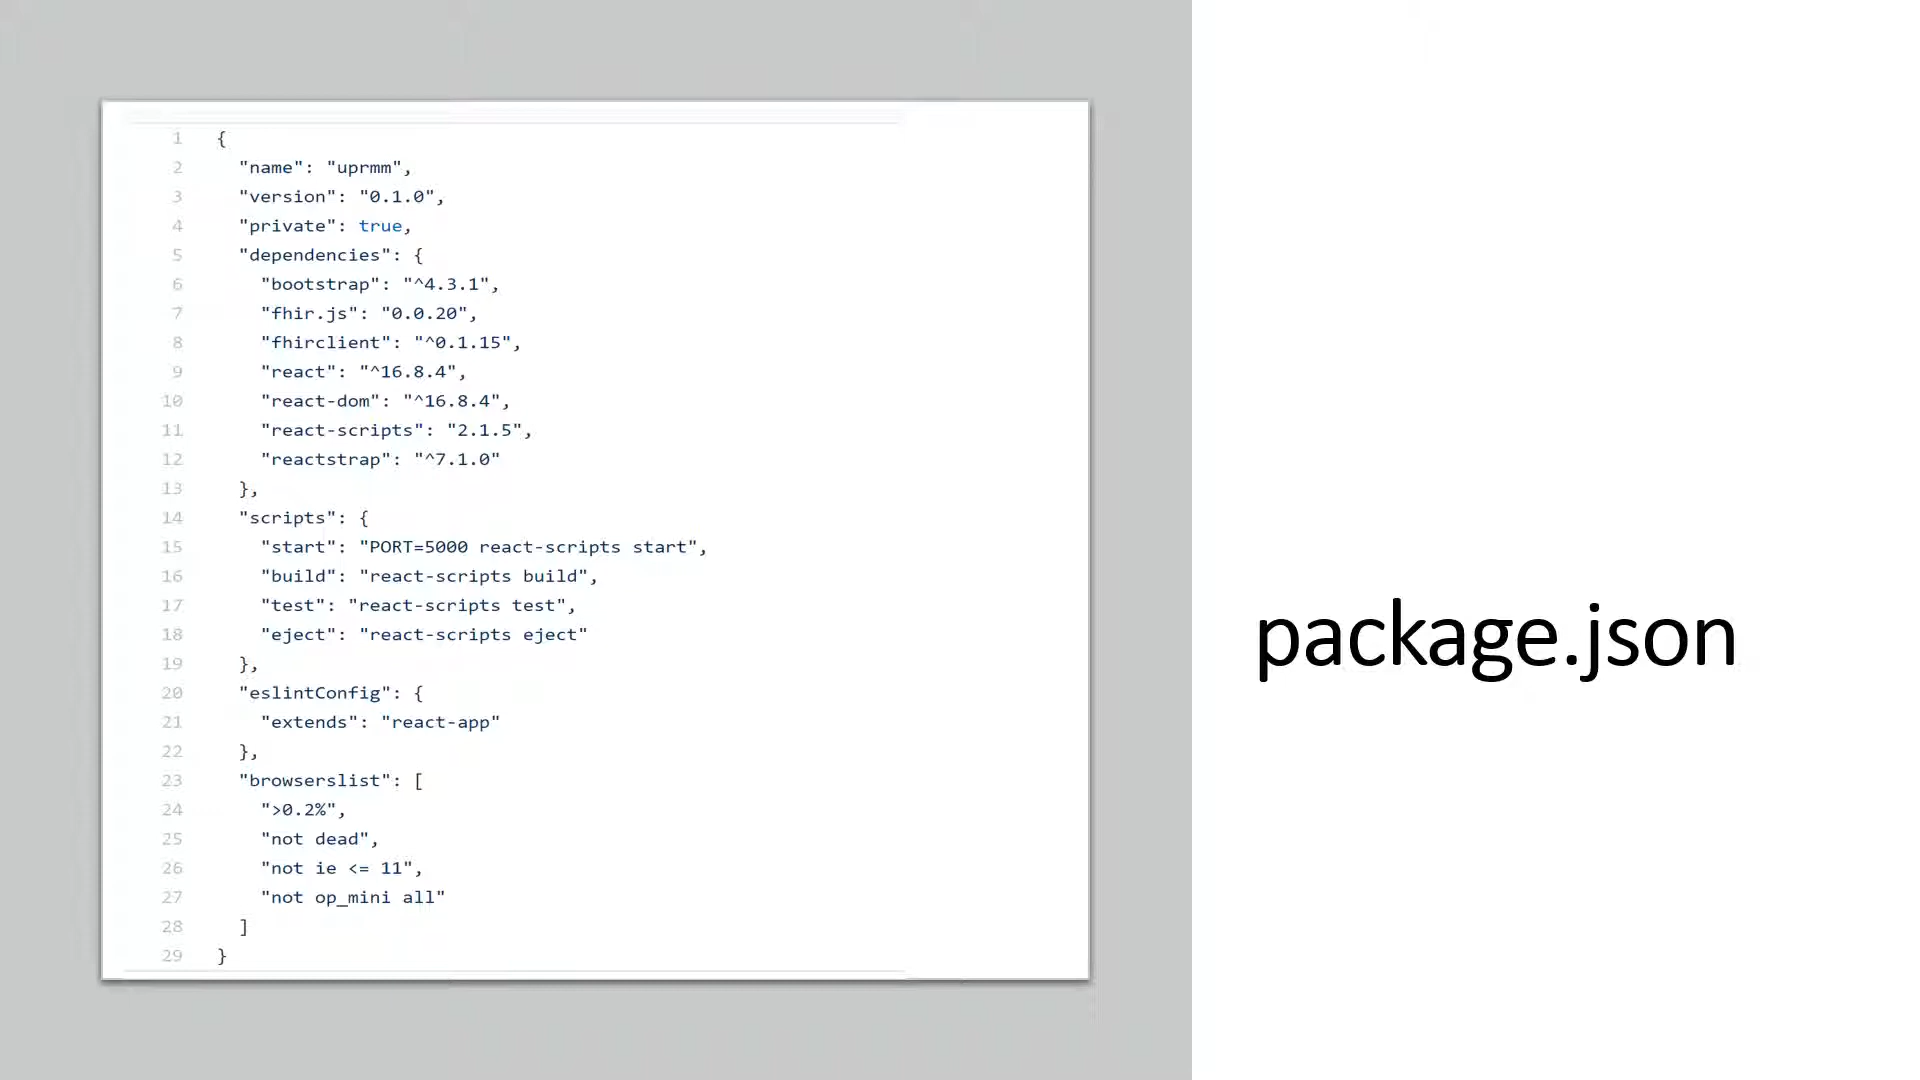 1 {
2 "name": "uprmm",
3 "version": "0.1.0",
4 "private": true,
5 "dependencies": {
6 "bootstrap": "^4.3.1",
7 "fhir.js": "0.0.20",
8 "fhirclient": "^0.1.15",
9 "react": "^16.8.4",
10 "react-dom": "^16.8.4",
11 "react-scripts": "2.1.5",
12 "reactstrap": "^7.1.0"
13 },
14 "scripts": {
15 "start": "PORT=5000 react-scripts start",
16 "build": "react-scripts build",
17 "test": "react-scripts test",
18 "eject": "react-scripts eject"
19 },
20 "eslintConfig": {
21 "extends": "react-app"
22 },
23 "browserslist": [
24 ">0.2%",
25 "not dead",
26 "not ie <= 11",
27 "not op_mini all"
28 ]
29 }
package.json